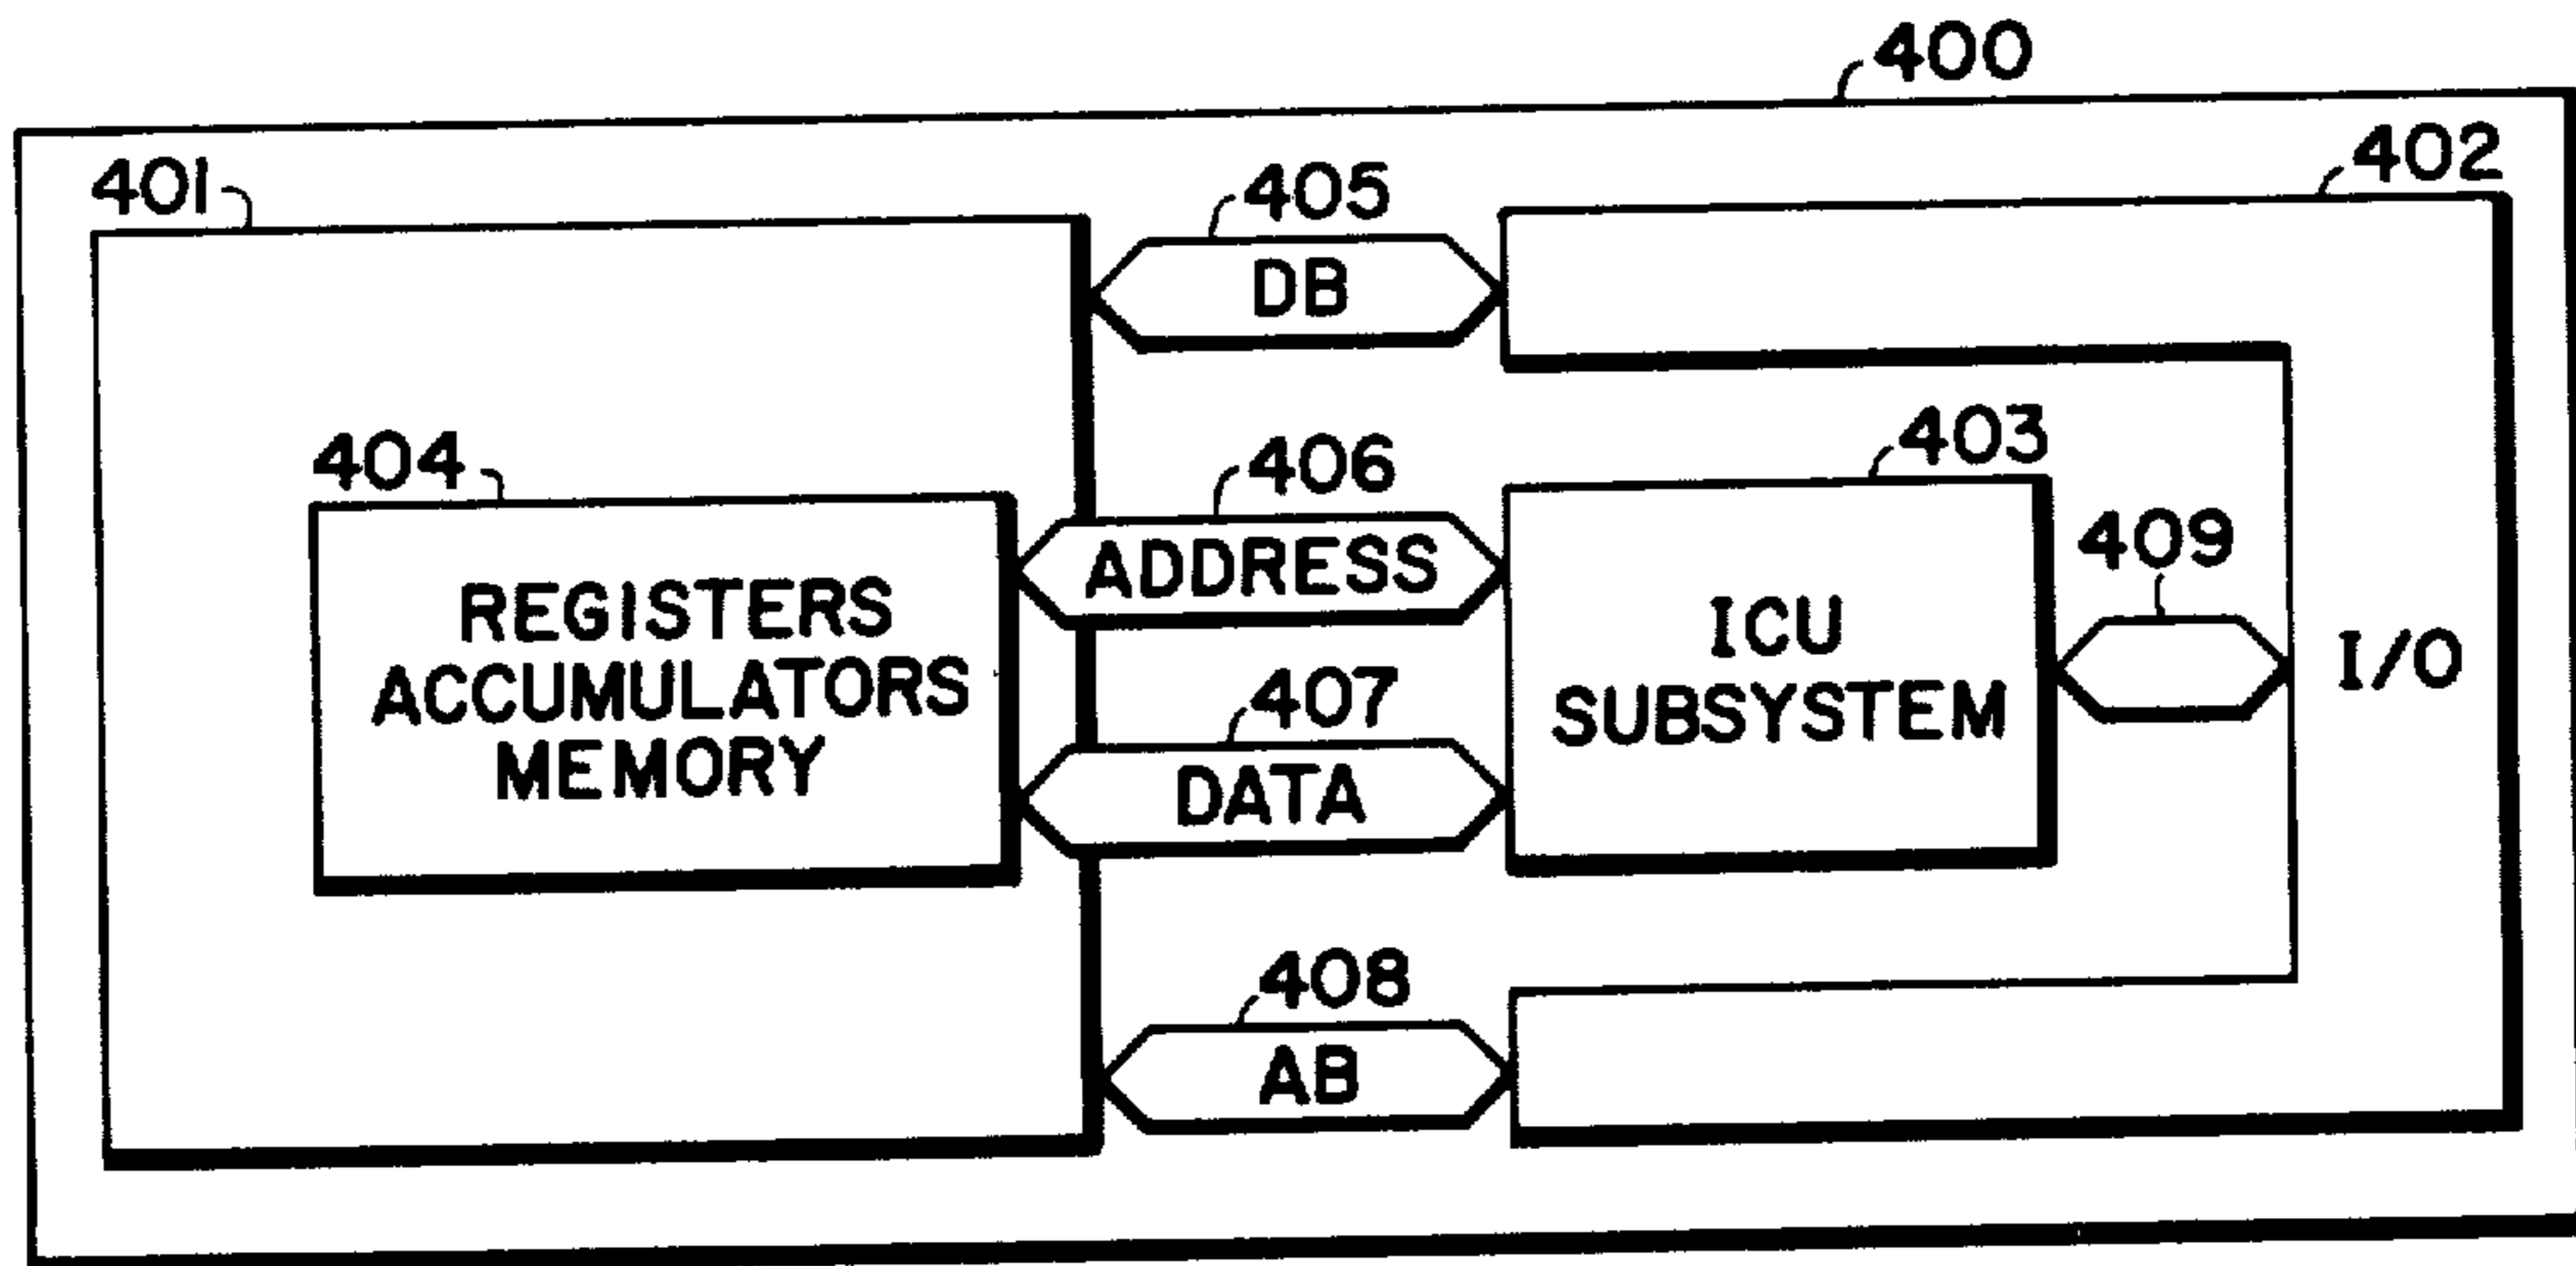 400
401
405
402
DB
404
406
403
409
ADDRESS
REGISTERS
ACCUMULATORS
MEMORY
ICU
SUBSYSTEM
I/O
407
DATA
408
AB